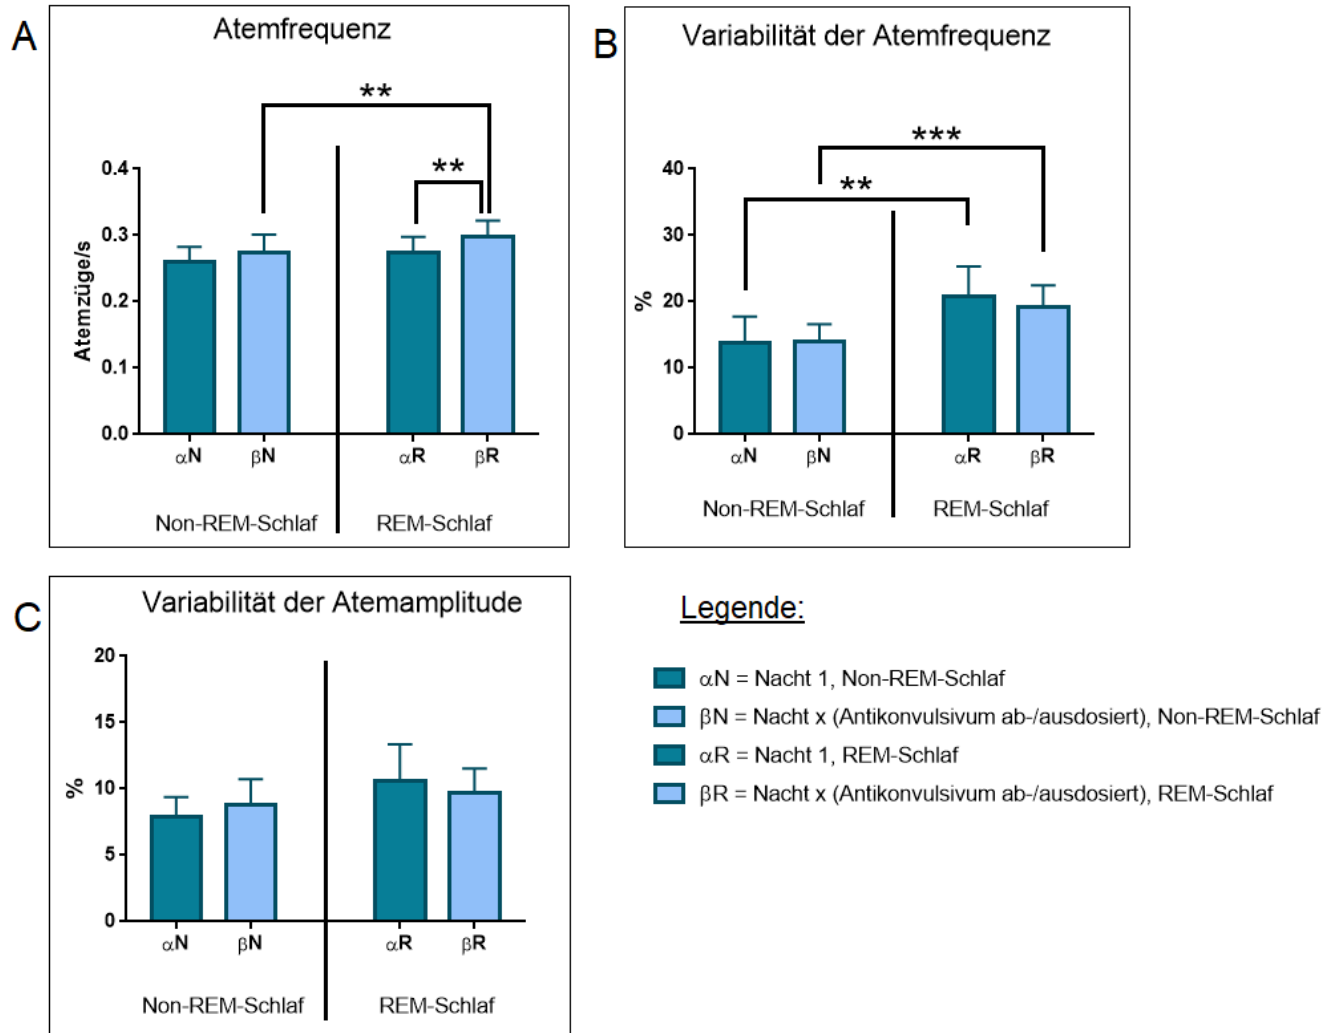 A
Atemfrequenz
**
**
0.4
0.3
0.2
0.1
0.0
Atemzüge/s
αN βN αR βR
Non-REM-Schlaf REM-Schlaf
B
Variabilität der Atemfrequenz
***
**
40
30
20
10
0
%
αN βN αR βR
Non-REM-Schlaf REM-Schlaf
C
Variabilität der Atemamplitude
20
15
10
5
0
%
αN βN αR βR
Non-REM-Schlaf REM-Schlaf
Legende:
αN = Nacht 1, Non-REM-Schlaf
βN = Nacht x (Antikonvulsivum ab-/ausdosiert), Non-REM-Schlaf
αR = Nacht 1, REM-Schlaf
βR = Nacht x (Antikonvulsivum ab-/ausdosiert), REM-Schlaf